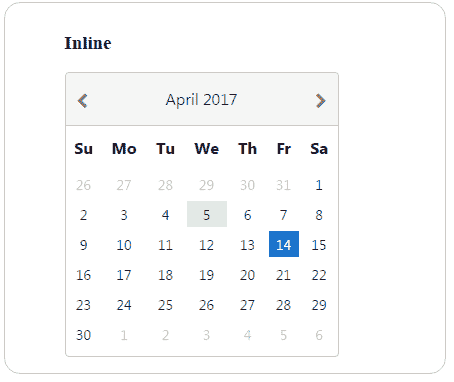 Inline
April 2017
Su Mo Tu We Th Fr Sa
26 27 28 29 30 31 1
2 3 4 5 6 7 8
9 10 11 12 13 14 15
16 17 18 19 20 21 22
23 24 25 26 27 28 29
30 1 2 3 4 5 6